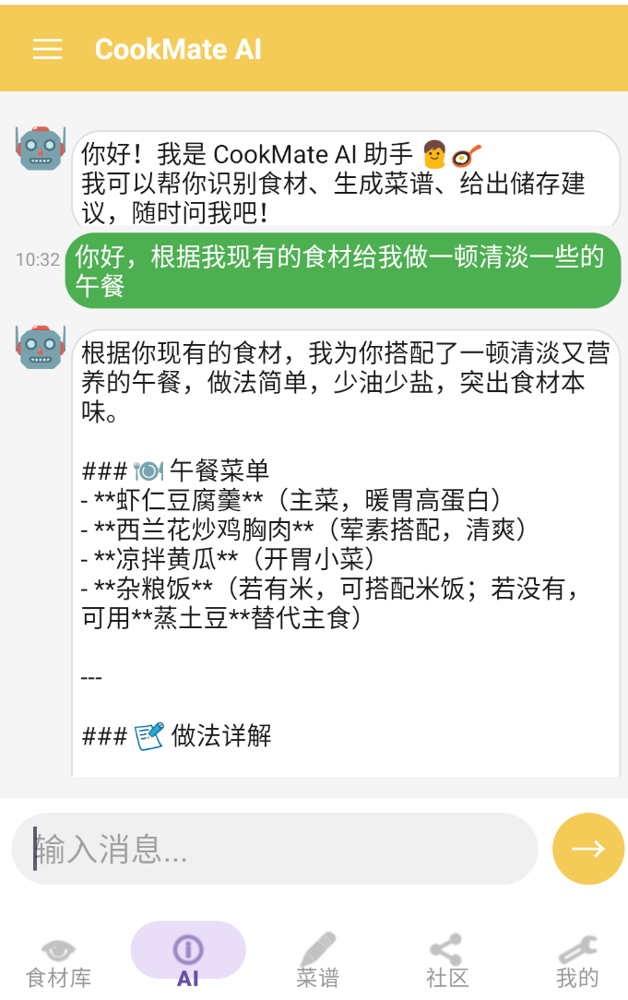 CookMate AI
你好！我是 CookMate AI 助手 🧑‍🍳
我可以帮你识别食材、生成菜谱、给出储存建
议，随时问我吧！
10:32
你好，根据我现有的食材给我做一顿清淡一些的
午餐
根据你现有的食材，我为你搭配了一顿清淡又营
养的午餐，做法简单，少油少盐，突出食材本
味。
### 🍽️ 午餐菜单
- **虾仁豆腐羹**（主菜，暖胃高蛋白）
- **西兰花炒鸡胸肉**（荤素搭配，清爽）
- **凉拌黄瓜**（开胃小菜）
- **杂粮饭**（若有米，可搭配米饭；若没有，
可用**蒸土豆**替代主食）
---
### 📝 做法详解
输入消息...
食材库
AI
菜谱
社区
我的